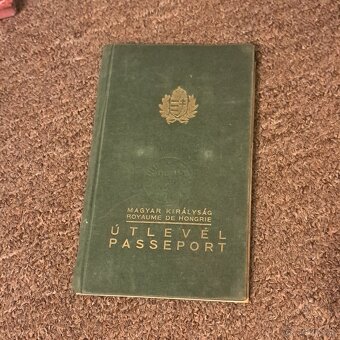 MAGYAR KIRÁLYSÁG
ROYAUME DE HONGRIE
ÚTLEVÉL
PASSEPORT